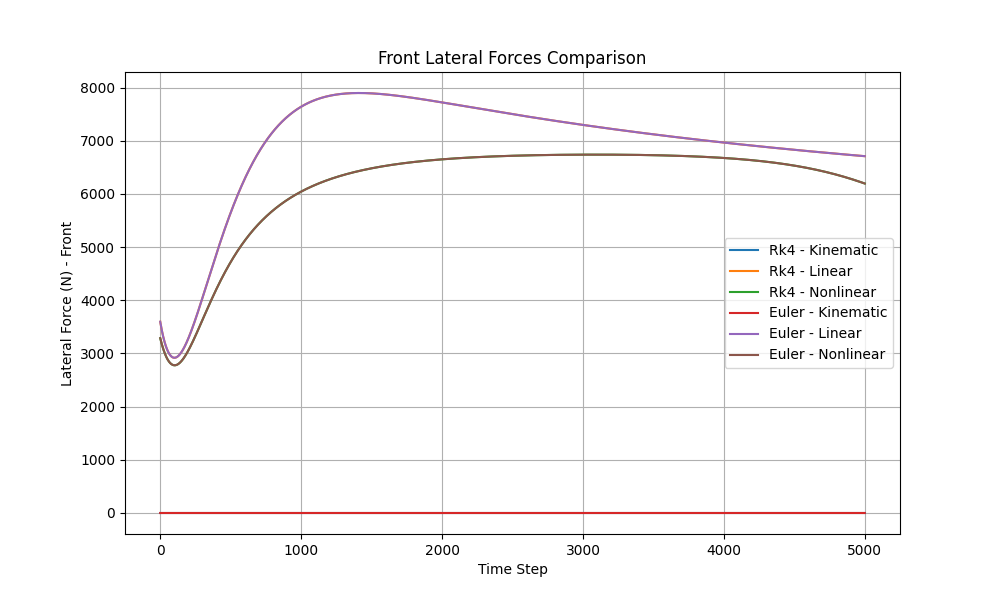 Front Lateral Forces Comparison
8000
7000
6000
5000
4000
3000
2000
1000
0
Lateral Force (N) - Front
Rk4 - Kinematic
Rk4 - Linear
Rk4 - Nonlinear
Euler - Kinematic
Euler - Linear
Euler - Nonlinear
0 1000 2000 3000 4000 5000
Time Step